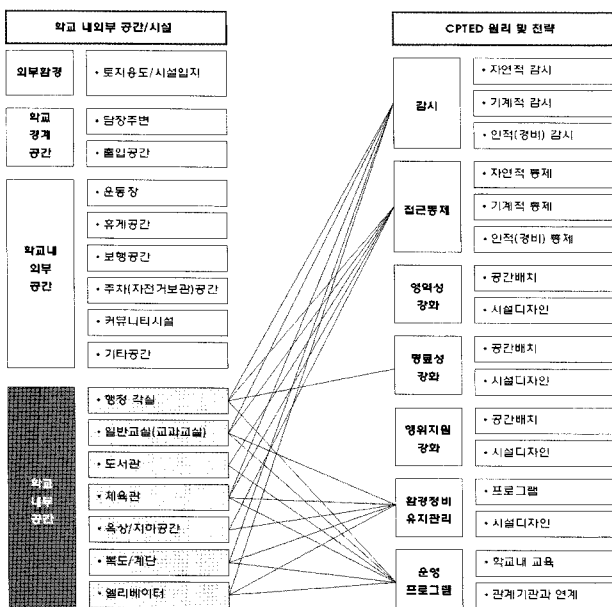 학교 내외부 공간/시설
외부환경
• 토지용도/시설입지
학교
경계
공간
• 담장주변
• 출입공간
학교내
외부
공간
• 운동장
• 휴게공간
• 보행공간
• 주차(자전거보관)공간
• 커뮤니티시설
• 기타공간
학교
내부
공간
• 행정 각실
• 일반교실(교과교실)
• 도서관
• 체육관
• 옥상/지하공간
• 복도/계단
• 엘리베이터
CPTED 원리 및 전략
감시
• 자연적 감시
• 기계적 감시
• 인적(경비) 감시
접근통제
• 자연적 통제
• 기계적 통제
• 인적(경비) 통제
영역성
강화
• 공간배치
• 시설디자인
명료성
강화
• 공간배치
• 시설디자인
행위지원
강화
• 공간배치
• 시설디자인
환경정비
유지관리
• 프로그램
• 시설디자인
운영
프로그램
• 학교내 교육
• 관계기관과 연계